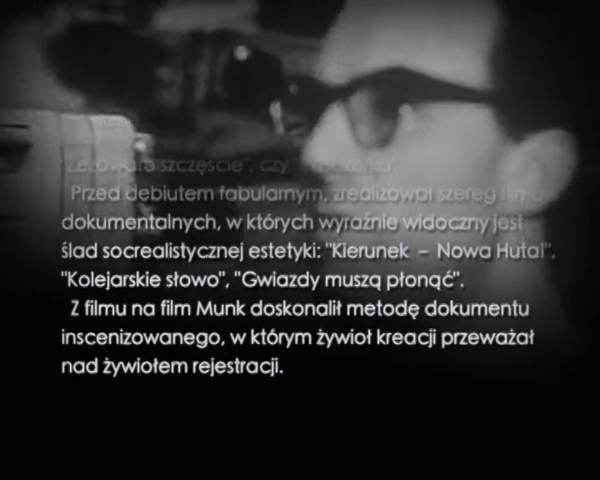 szczęście", czy
Przed debiutem fabularnym, zrealizował szereg filmów
dokumentalnych, w których wyraźnie widoczny jest
ślad socrealistycznej estetyki: "Kierunek – Nowa Huta!",
"Kolejarskie słowo", "Gwiazdy muszą płonąć".
Z filmu na film Munk doskonalił metodę dokumentu
inscenizowanego, w którym żywioł kreacji przeważał
nad żywiołem rejestracji.